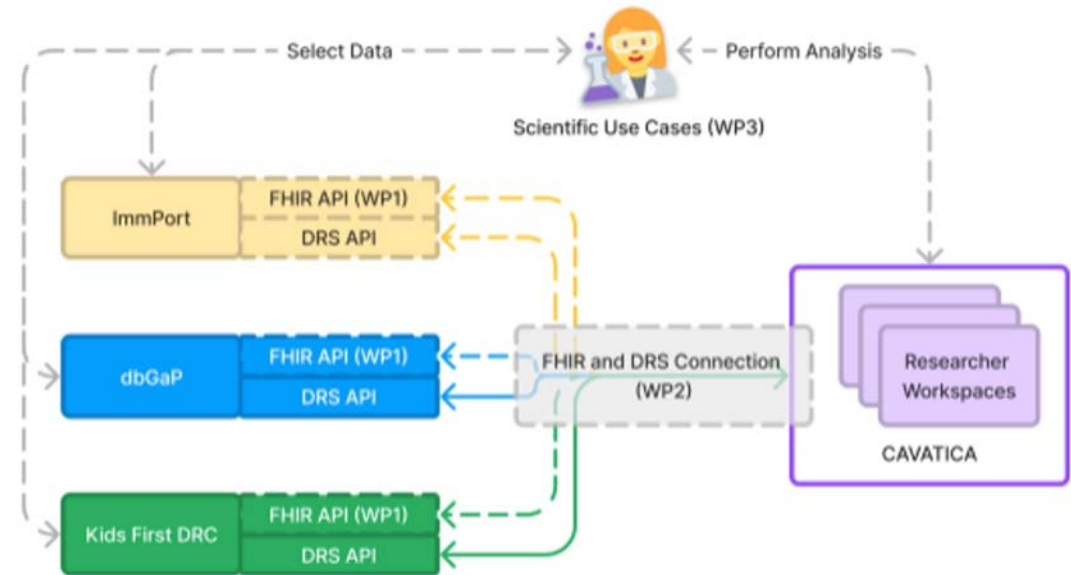 Select Data
Perform Analysis
Scientific Use Cases (WP3)
ImmPort
FHIR API (WP1)
DRS API
dbGaP
FHIR API (WP1)
DRS API
FHIR and DRS Connection
(WP2)
Researcher
Workspaces
CAVATICA
Kids First DRC
FHIR API (WP1)
DRS API